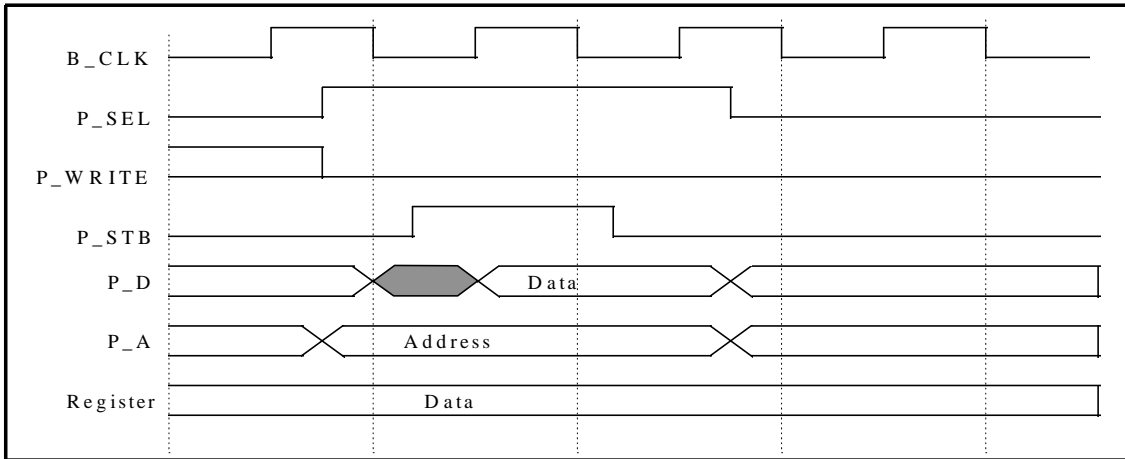 B_CLK
P_SEL
P_WRITE
P_STB
P_D Data
P_A Address
Register Data